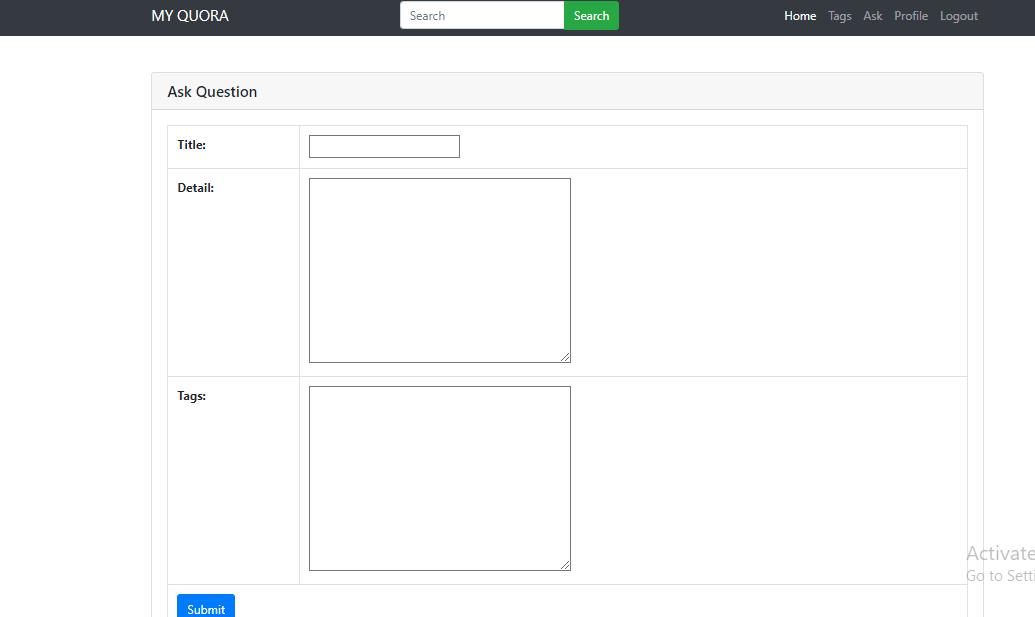 MY QUORA
Search
Search
Home Tags Ask Profile Logout
Ask Question
Title:
Detail:
Tags:
Activate
Go to Setti
Submit